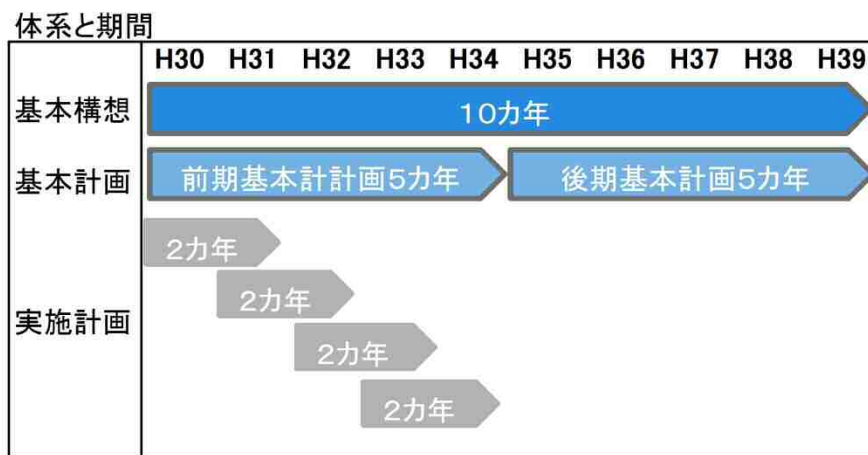 体系と期間
H30 H31 H32 H33 H34 H35 H36 H37 H38 H39
基本構想
10カ年
基本計画
前期基本計計画5カ年
後期基本計画5カ年
実施計画
2カ年
2カ年
2カ年
2カ年